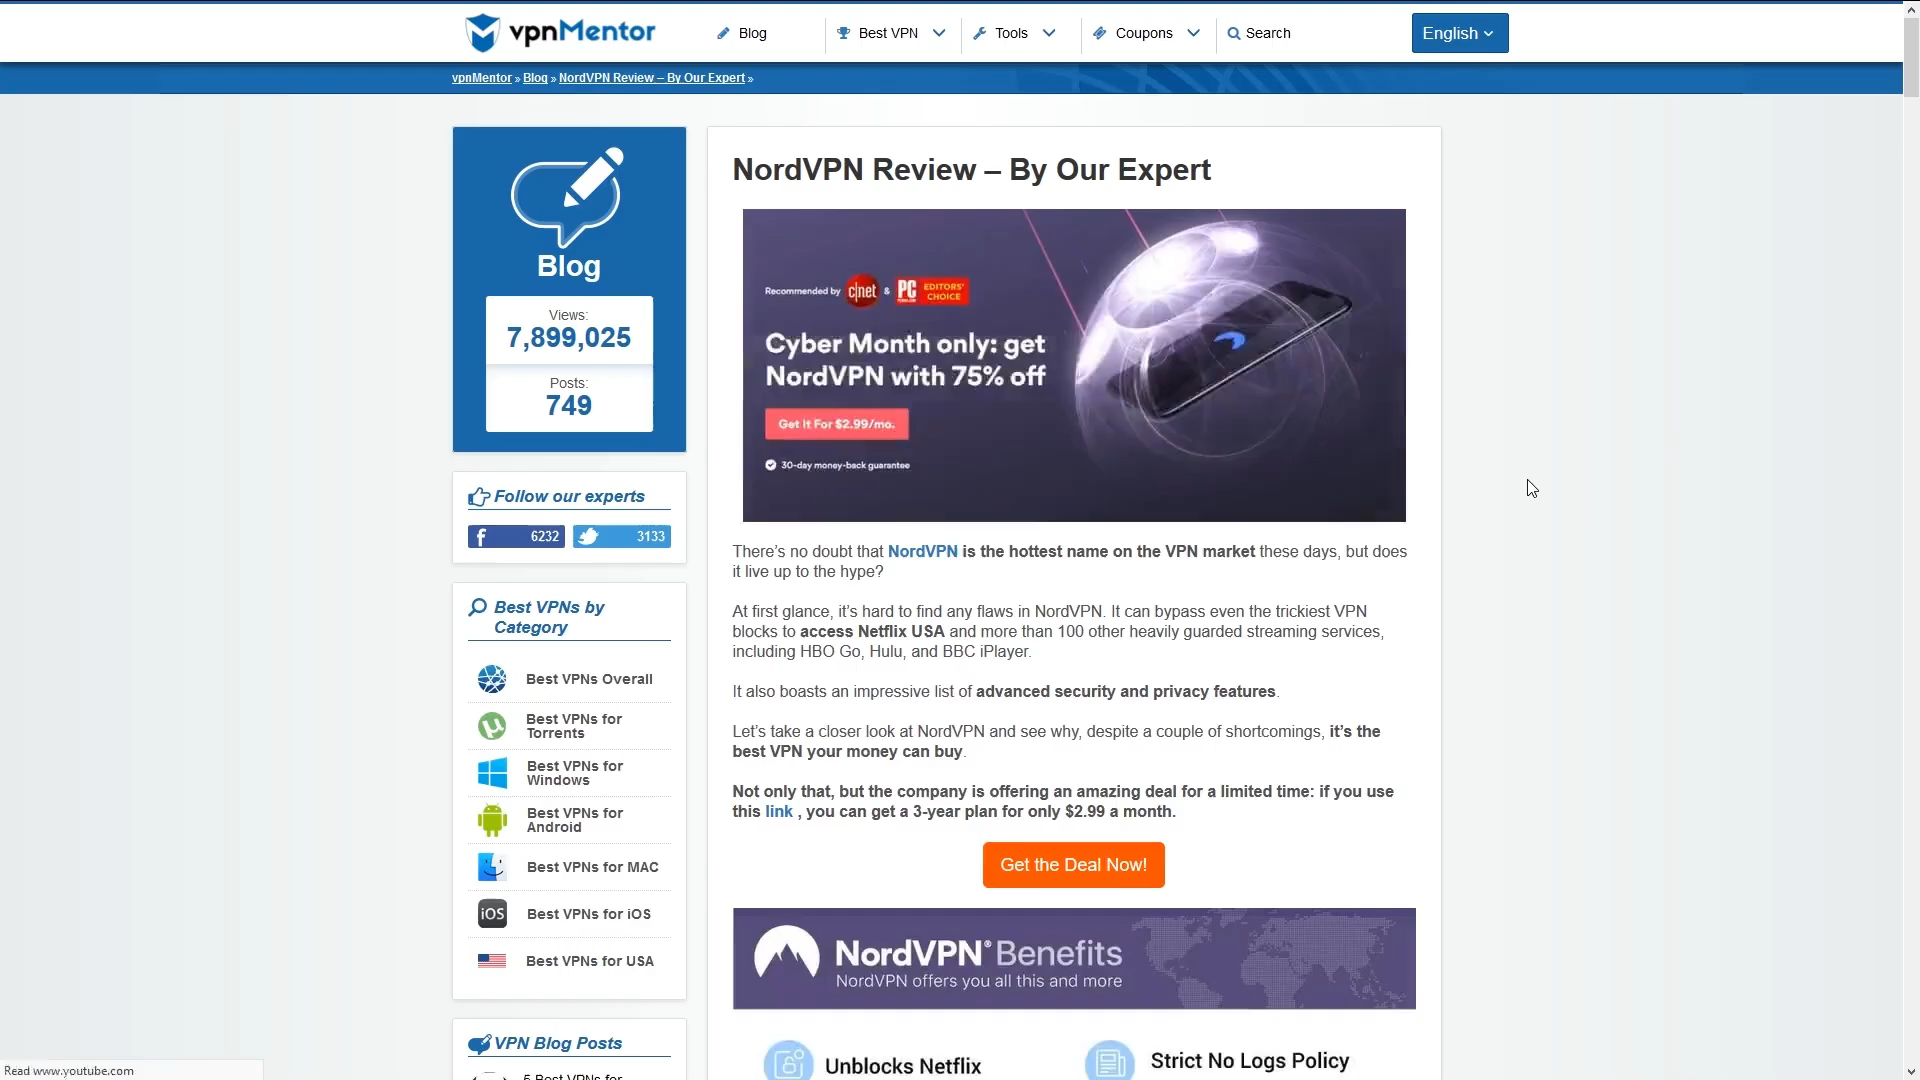 vpnMentor
Blog
Best VPN
Tools
Coupons
Search
English
vpnMentor » Blog » NordVPN Review – By Our Expert »
Blog
Views:
7,899,025
Posts:
749
Follow our experts
6232
3133
Best VPNs by
Category
Best VPNs Overall
Best VPNs for
Torrents
Best VPNs for
Windows
Best VPNs for
Android
Best VPNs for MAC
iOS
Best VPNs for iOS
Best VPNs for USA
VPN Blog Posts
5 Best VPNs for
NordVPN Review – By Our Expert
Recommended by c|net & PC EDITORS' CHOICE
Cyber Month only: get
NordVPN with 75% off
Get It For $2.99/mo.
30-day money-back guarantee
There’s no doubt that NordVPN is the hottest name on the VPN market these days, but does
it live up to the hype?
At first glance, it’s hard to find any flaws in NordVPN. It can bypass even the trickiest VPN
blocks to access Netflix USA and more than 100 other heavily guarded streaming services,
including HBO Go, Hulu, and BBC iPlayer.
It also boasts an impressive list of advanced security and privacy features.
Let’s take a closer look at NordVPN and see why, despite a couple of shortcomings, it’s the
best VPN your money can buy.
Not only that, but the company is offering an amazing deal for a limited time: if you use
this link , you can get a 3-year plan for only $2.99 a month.
Get the Deal Now!
NordVPN® Benefits
NordVPN offers you all this and more
Unblocks Netflix
Strict No Logs Policy
Read www.youtube.com